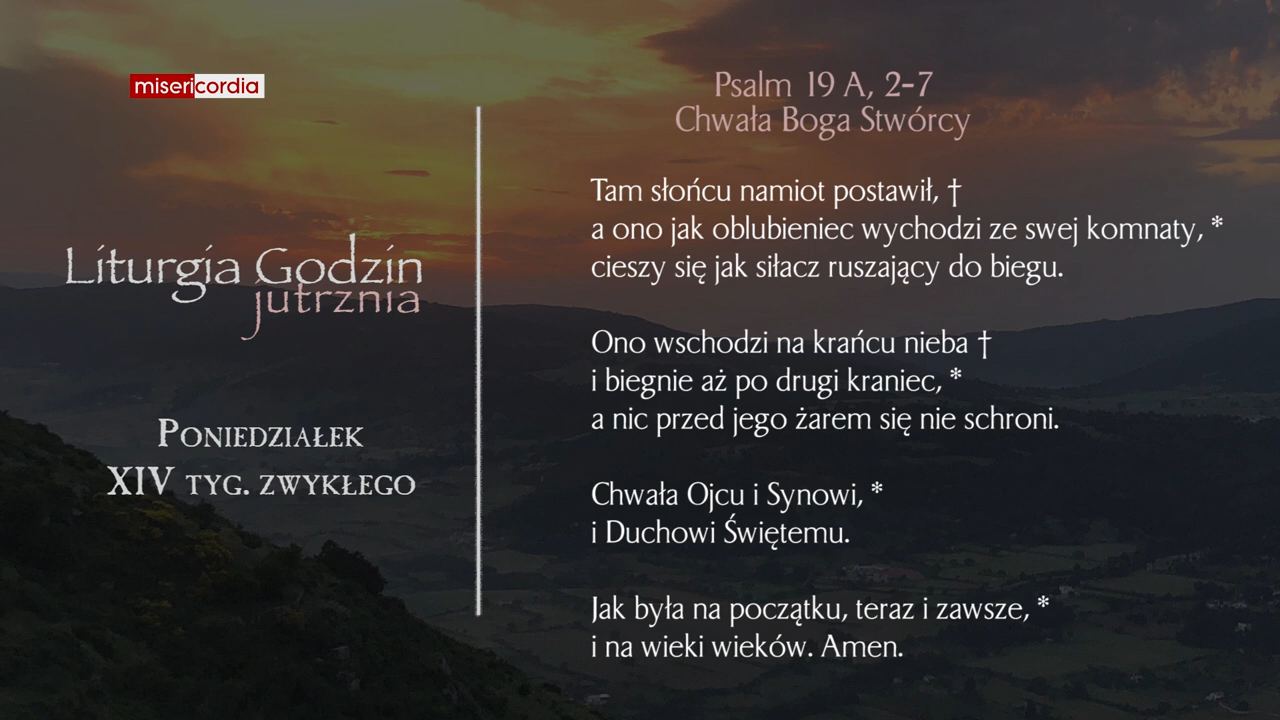 misericordia
Liturgia Godzin
jutrznia
Poniedziałek
XIV tyg. zwykłego
Psalm 19 A, 2-7
Chwała Boga Stwórcy
Tam słońcu namiot postawił, †
a ono jak oblubieniec wychodzi ze swej komnaty, *
cieszy się jak siłacz ruszający do biegu.
Ono wschodzi na krańcu nieba †
i biegnie aż po drugi kraniec, *
a nic przed jego żarem się nie schroni.
Chwała Ojcu i Synowi, *
i Duchowi Świętemu.
Jak była na początku, teraz i zawsze, *
i na wieki wieków. Amen.